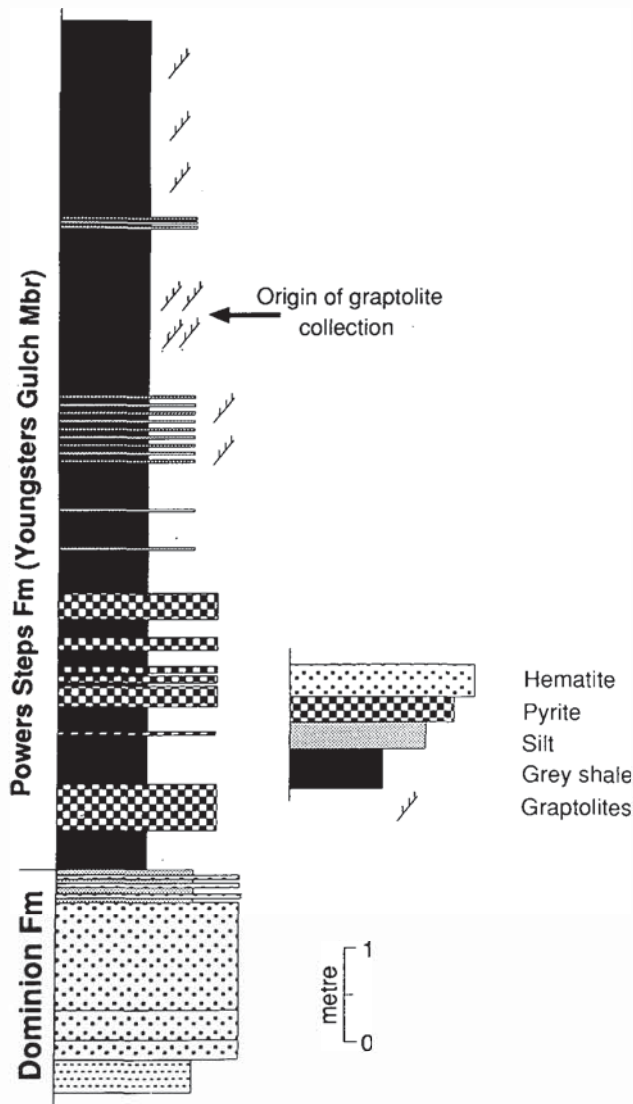 Powers Steps Fm (Youngsters Gulch Mbr)
Dominion Fm
Origin of graptolite
collection
Hematite
Pyrite
Silt
Grey shale
Graptolites
metre
1
0